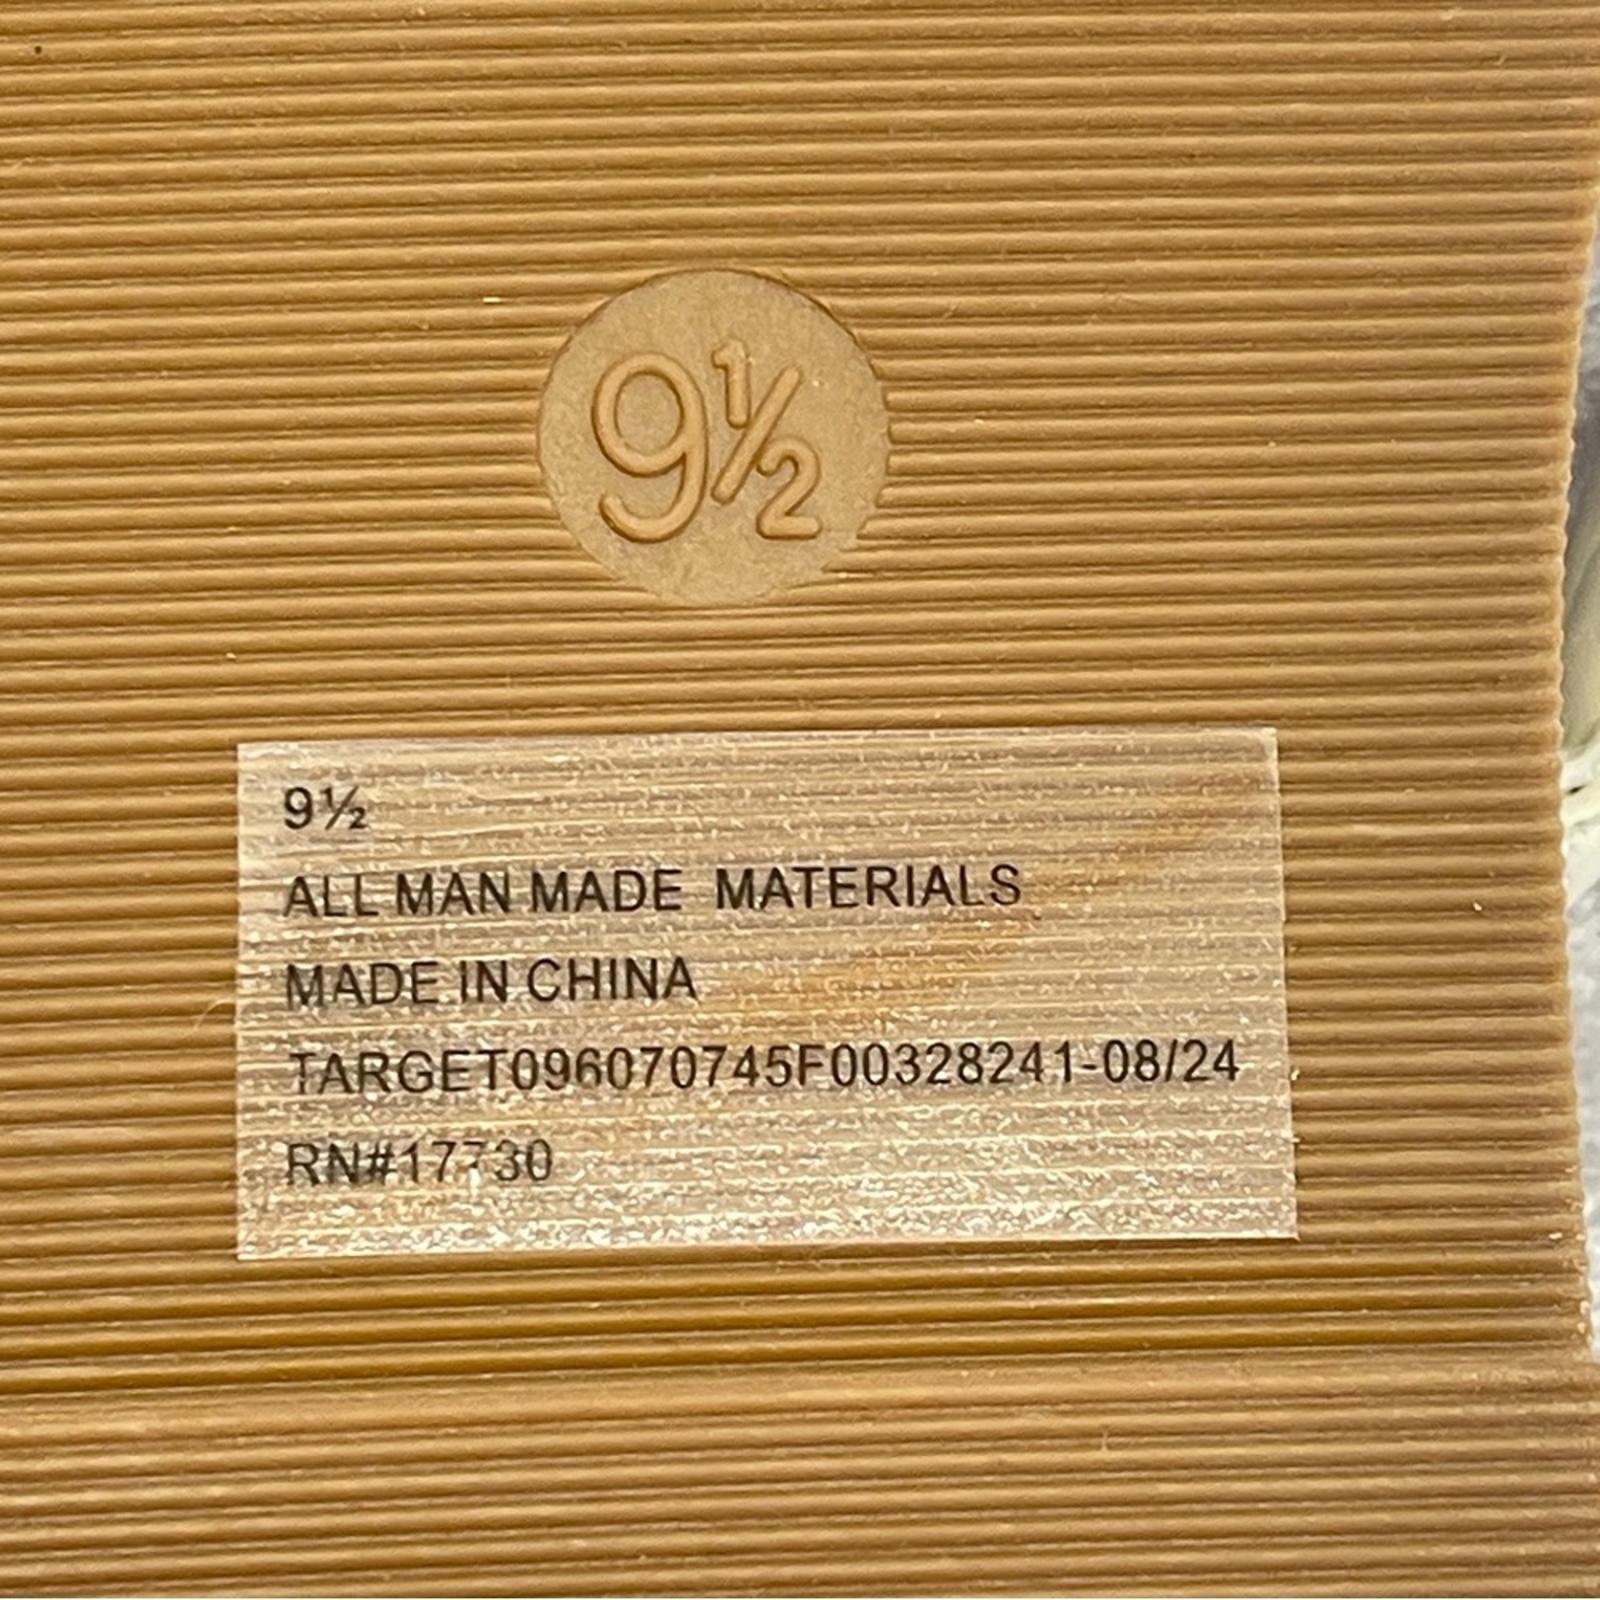 9½
9½
ALL MAN MADE MATERIALS
MADE IN CHINA
TARGET096070745F00328241-08/24
RN#17730